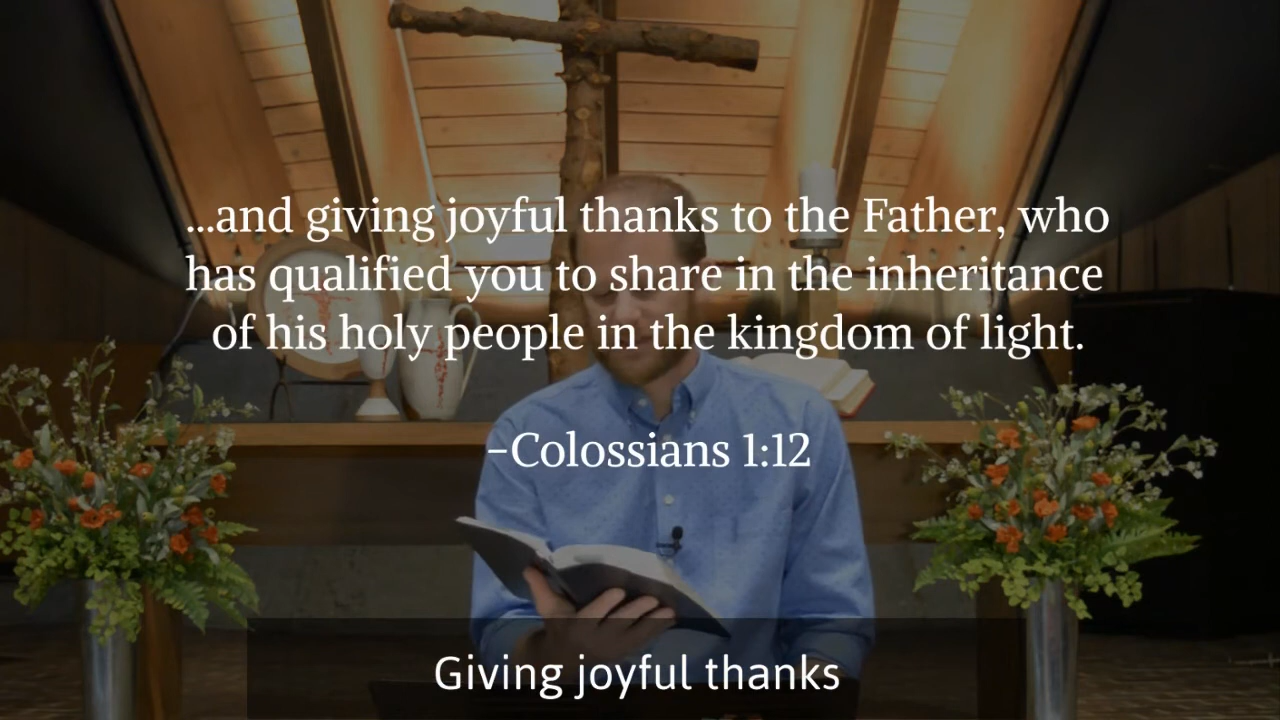 ...and giving joyful thanks to the Father, who
has qualified you to share in the inheritance
of his holy people in the kingdom of light.
-Colossians 1:12
Giving joyful thanks